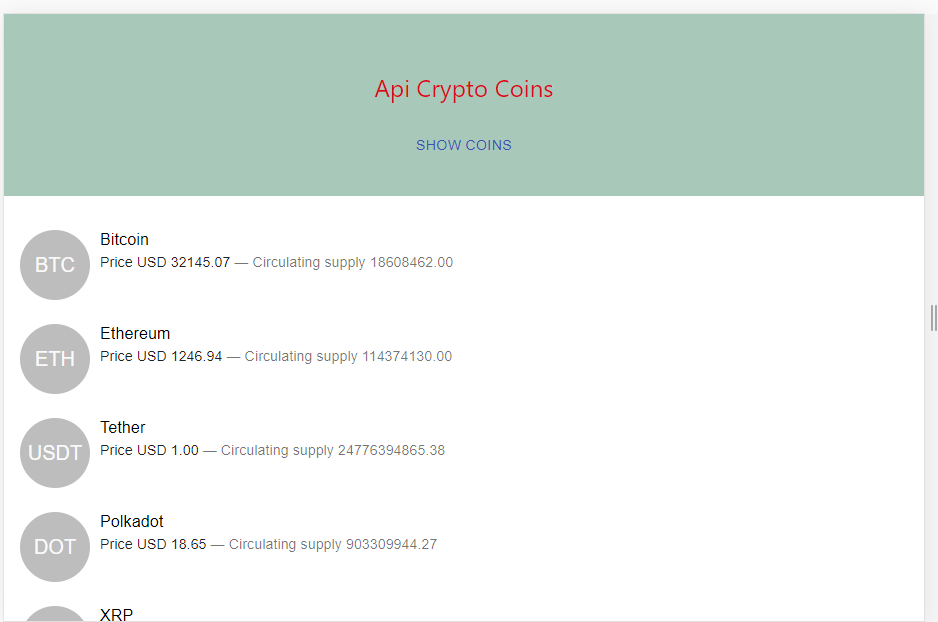 Api Crypto Coins
SHOW COINS
BTC
Bitcoin
Price USD 32145.07 — Circulating supply 18608462.00
ETH
Ethereum
Price USD 1246.94 — Circulating supply 114374130.00
USDT
Tether
Price USD 1.00 — Circulating supply 24776394865.38
DOT
Polkadot
Price USD 18.65 — Circulating supply 903309944.27
XRP